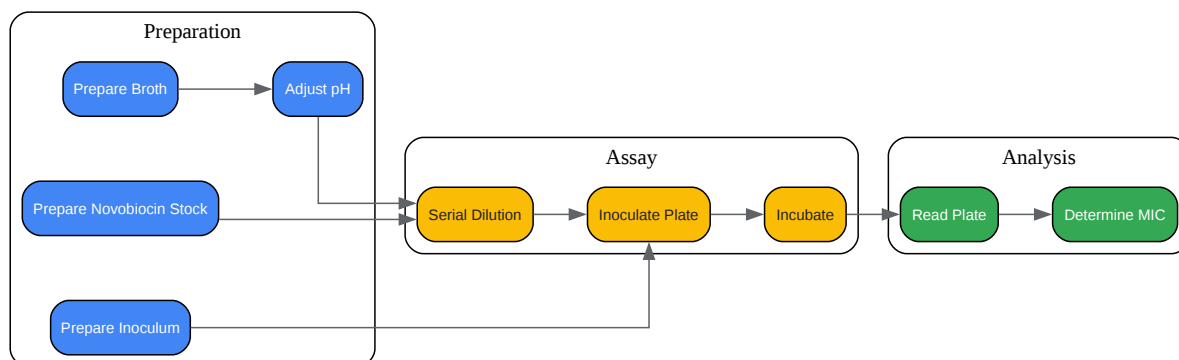 Preparation
Prepare Broth
Adjust pH
Prepare Novobiocin Stock
Prepare Inoculum
Assay
Serial Dilution
Inoculate Plate
Incubate
Analysis
Read Plate
Determine MIC